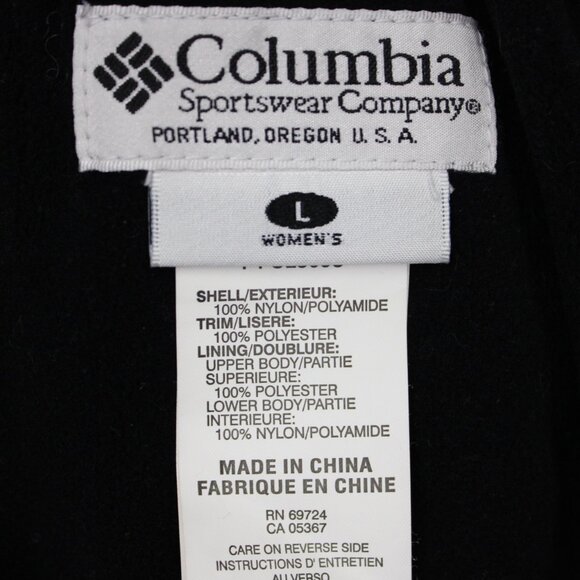 Columbia
Sportswear Company®
PORTLAND, OREGON U.S.A.
L
WOMEN'S
SHELL/EXTERIEUR:
100% NYLON/POLYAMIDE
TRIM/LISERE:
100% POLYESTER
LINING/DOUBLURE:
UPPER BODY/PARTIE
SUPERIEURE:
100% POLYESTER
LOWER BODY/PARTIE
INTERIEURE:
100% NYLON/POLYAMIDE
MADE IN CHINA
FABRIQUE EN CHINE
RN 69724
CA 05367
CARE ON REVERSE SIDE
INSTRUCTIONS D' ENTRETIEN
AU VERSO